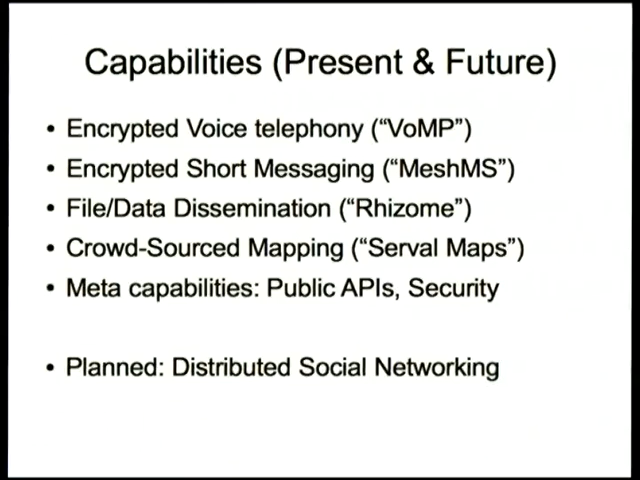 Capabilities (Present & Future)
• Encrypted Voice telephony (“VoMP”)
• Encrypted Short Messaging (“MeshMS”)
• File/Data Dissemination (“Rhizome”)
• Crowd-Sourced Mapping (“Serval Maps”)
• Meta capabilities: Public APIs, Security
• Planned: Distributed Social Networking